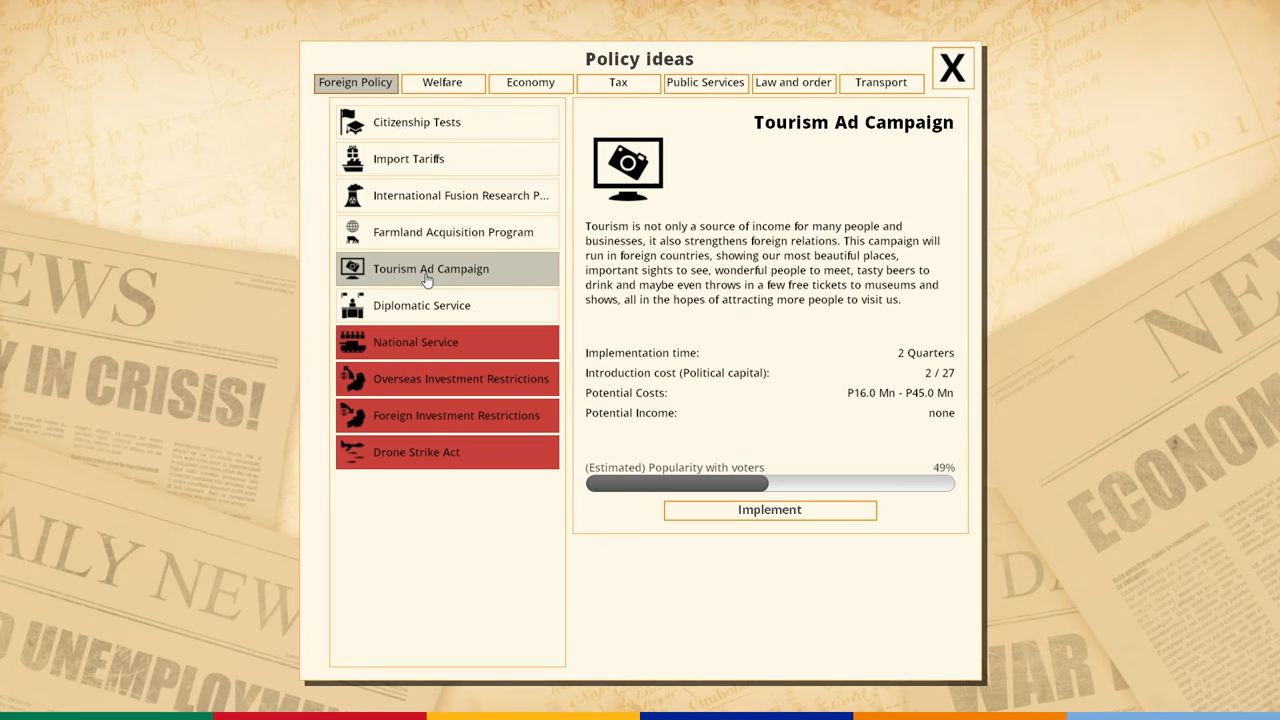 Policy ideas
X
Foreign Policy
Welfare
Economy
Tax
Public Services
Law and order
Transport
Citizenship Tests
Import Tariffs
International Fusion Research P...
Farmland Acquisition Program
Tourism Ad Campaign
Diplomatic Service
National Service
Overseas Investment Restrictions
Foreign Investment Restrictions
Drone Strike Act
Tourism Ad Campaign
Tourism is not only a source of income for many people and
businesses, it also strengthens foreign relations. This campaign will
run in foreign countries, showing our most beautiful places,
important sights to see, wonderful people to meet, tasty beers to
drink and maybe even throws in a few free tickets to museums and
shows, all in the hopes of attracting more people to visit us.
Implementation time: 2 Quarters
Introduction cost (Political capital): 2 / 27
Potential Costs: P16.0 Mn - P45.0 Mn
Potential Income: none
(Estimated) Popularity with voters 49%
Implement
EWS
Y IN CRISIS!
AILY NEW
UNEMPLOYM
NE
ECONOM
DA
WAR